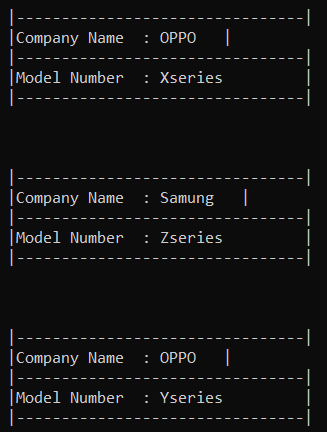 |--------------------------------|
|Company Name  : OPPO   |
|--------------------------------|
|Model Number  : Xseries         |
|--------------------------------|
|--------------------------------|
|Company Name  : Samung   |
|--------------------------------|
|Model Number  : Zseries         |
|--------------------------------|
|--------------------------------|
|Company Name  : OPPO   |
|--------------------------------|
|Model Number  : Yseries         |
|--------------------------------|